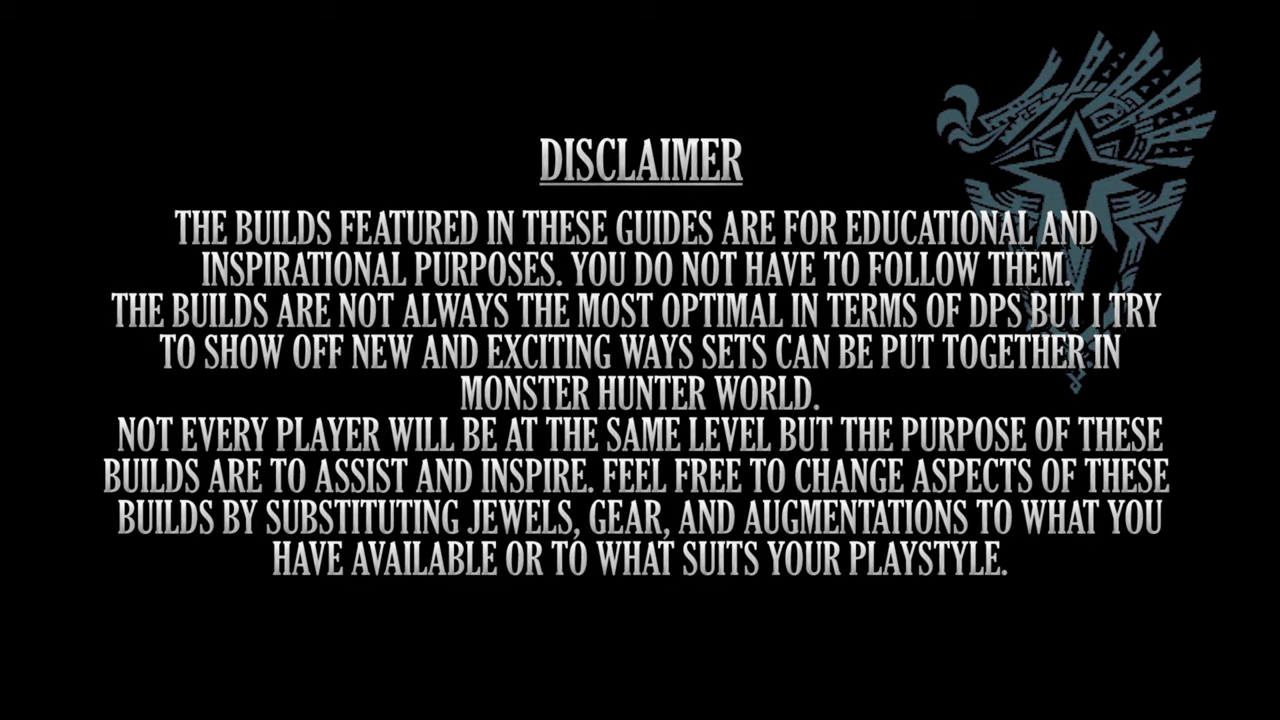 DISCLAIMER
THE BUILDS FEATURED IN THESE GUIDES ARE FOR EDUCATIONAL AND
INSPIRATIONAL PURPOSES. YOU DO NOT HAVE TO FOLLOW THEM.
THE BUILDS ARE NOT ALWAYS THE MOST OPTIMAL IN TERMS OF DPS BUT I TRY
TO SHOW OFF NEW AND EXCITING WAYS SETS CAN BE PUT TOGETHER IN
MONSTER HUNTER WORLD.
NOT EVERY PLAYER WILL BE AT THE SAME LEVEL BUT THE PURPOSE OF THESE
BUILDS ARE TO ASSIST AND INSPIRE. FEEL FREE TO CHANGE ASPECTS OF THESE
BUILDS BY SUBSTITUTING JEWELS, GEAR, AND AUGMENTATIONS TO WHAT YOU
HAVE AVAILABLE OR TO WHAT SUITS YOUR PLAYSTYLE.